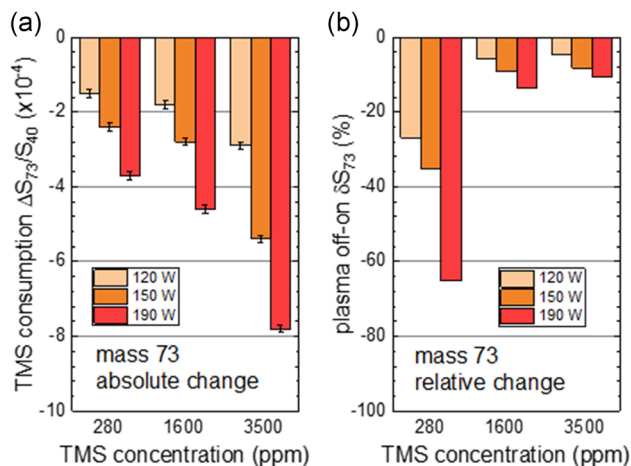 (a)
TMS consumption ΔS73/S40 (x10-4)
0
-2
-4
-6
-8
-10
120 W
150 W
190 W
mass 73
absolute change
280 1600 3500
TMS concentration (ppm)
(b)
plasma off-on δS73 (%)
0
-20
-40
-60
-80
-100
120 W
150 W
190 W
mass 73
relative change
280 1600 3500
TMS concentration (ppm)